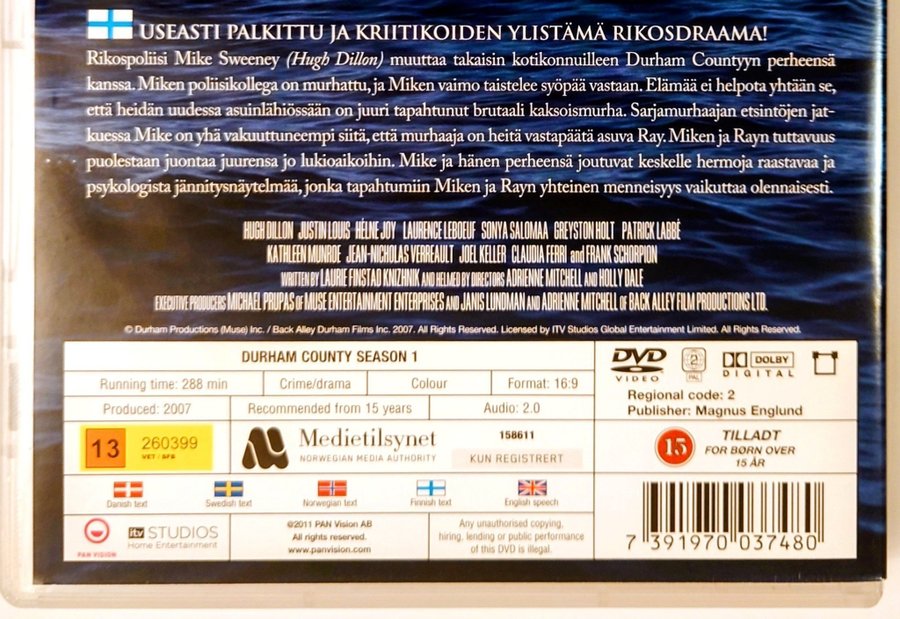 USEASTI PALKITTU JA KRIITIKOIDEN YLISTÄMÄ RIKOSDRAAMA!
Rikospoliisi Mike Sweeney (Hugh Dillon) muuttaa takaisin kotikonnuilleen Durham Countyyn perheensä
kanssa. Miken poliisikollega on murhattu, ja Miken vaimo taistelee syöpää vastaan. Elämää ei helpota yhtään se,
että heidän uudessa asuinlähiössään on juuri tapahtunut brutaali kaksoismurha. Sarjamurhaajan etsintöjen jat-
kuessa Mike on yhä vakuuttuneempi siitä, että murhaaja on heitä vastapäätä asuva Ray. Miken ja Rayn tuttavuus
puolestaan juontaa juurensa jo lukioaikoihin. Mike ja hänen perheensä joutuvat keskelle hermoja raastavaa ja
psykologista jännitysnäytelmää, jonka tapahtumiin Miken ja Rayn yhteinen menneisyys vaikuttaa olennaisesti.
HUGH DILLON JUSTIN LOUIS HÉLNE JOY LAURENCE LEBOEUF SONYA SALOMAA GREYSTON HOLT PATRICK LABBÉ
KATHLEEN MUNROE JEAN-NICHOLAS VERREAULT JOEL KELLER CLAUDIA FERRI and FRANK SCHORPION
WRITTEN BY LAURIE FINSTAD KNIZHNIK AND HELMED BY DIRECTORS ADRIENNE MITCHELL AND HOLLY DALE
EXECUTIVE PRODUCERS MICHAEL PRUPAS OF MUSE ENTERTAINMENT ENTERPRISES AND JANIS LUNDMAN AND ADRIENNE MITCHELL OF BACK ALLEY FILM PRODUCTIONS LTD.
© Durham Productions (Muse) Inc. / Back Alley Durham Films Inc. 2007. All Rights Reserved. Licensed by ITV Studios Global Entertainment Limited. All Rights Reserved.
DURHAM COUNTY SEASON 1
Running time: 288 min Crime/drama Colour Format: 16:9
Produced: 2007 Recommended from 15 years Audio: 2.0
DVD VIDEO 2 PAL DOLBY DIGITAL
Regional code: 2
Publisher: Magnus Englund
13 260399
VET / SFB
Medietilsynet
NORWEGIAN MEDIA AUTHORITY
158611
KUN REGISTRERT
15 TILLADT
FOR BØRN OVER
15 ÅR
Danish text Swedish text Norwegian text Finnish text English speech
PAN VISION
itv STUDIOS
Home Entertainment
©2011 PAN Vision AB
All rights reserved.
www.panvision.com
Any unauthorised copying,
hiring, lending or public performance
of this DVD is illegal.
7 391970 037480